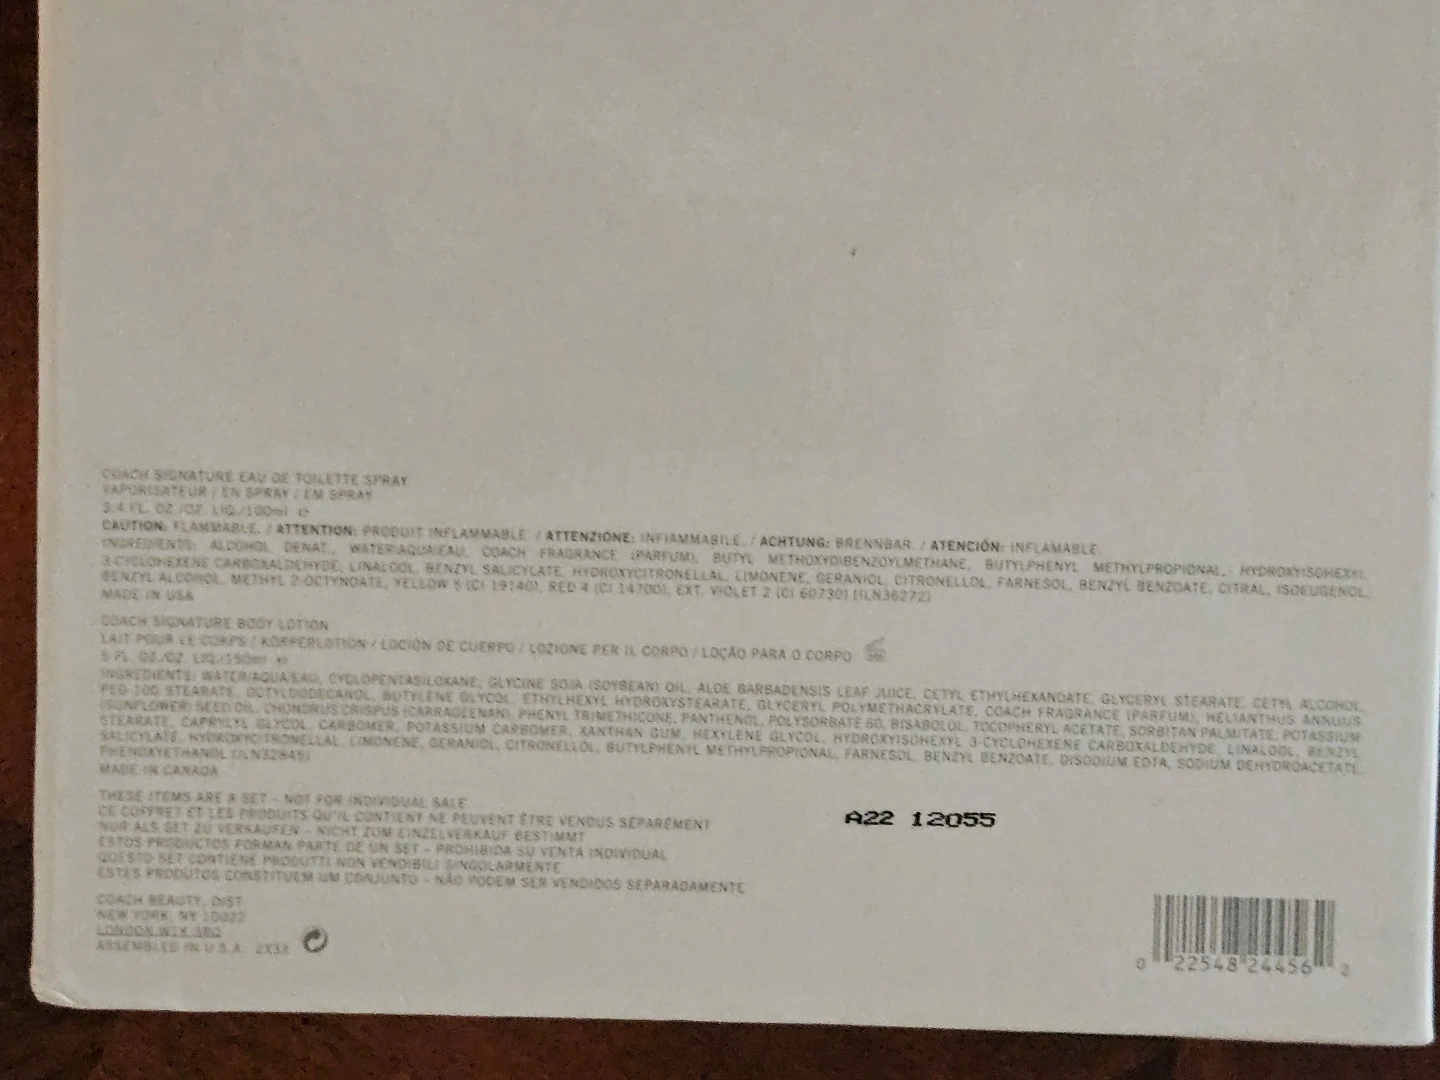 COACH SIGNATURE EAU DE TOILETTE SPRAY
VAPORISATEUR / EN SPRAY / EM SPRAY
3.4 FL. OZ./OZ. LIQ./100ml ℮
CAUTION: FLAMMABLE. / ATTENTION: PRODUIT INFLAMMABLE / ATTENZIONE: INFIAMMABILE. / ACHTUNG: BRENNBAR. / ATENCIÓN: INFLAMABLE.
INGREDIENTS: ALCOHOL DENAT., WATER\AQUA\EAU, COACH FRAGRANCE (PARFUM), BUTYL METHOXYDIBENZOYLMETHANE, BUTYLPHENYL METHYLPROPIONAL, HYDROXYISOHEXYL
3-CYCLOHEXENE CARBOXALDEHYDE, LINALOOL, BENZYL SALICYLATE, HYDROXYCITRONELLAL, LIMONENE, GERANIOL, CITRONELLOL, FARNESOL, BENZYL BENZOATE, CITRAL, ISOEUGENOL,
BENZYL ALCOHOL, METHYL 2-OCTYNOATE, YELLOW 5 (CI 19140), RED 4 (CI 14700), EXT. VIOLET 2 (CI 60730) [ILN36272]
MADE IN USA
COACH SIGNATURE BODY LOTION
LAIT POUR LE CORPS / KÖRPERLOTION / LOCIÓN DE CUERPO / LOZIONE PER IL CORPO / LOÇÃO PARA O CORPO
5 FL. OZ./OZ. LIQ./150ml ℮
INGREDIENTS: WATER\AQUA\EAU, CYCLOPENTASILOXANE, GLYCINE SOJA (SOYBEAN) OIL, ALOE BARBADENSIS LEAF JUICE, CETYL ETHYLHEXANOATE, GLYCERYL STEARATE, CETYL ALCOHOL,
PEG-100 STEARATE, OCTYLDODECANOL, BUTYLENE GLYCOL, ETHYLHEXYL HYDROXYSTEARATE, GLYCERYL POLYMETHACRYLATE, COACH FRAGRANCE (PARFUM), HELIANTHUS ANNUUS
(SUNFLOWER) SEED OIL, CHONDRUS CRISPUS (CARRAGEENAN), PHENYL TRIMETHICONE, PANTHENOL, POLYSORBATE 60, BISABOLOL, TOCOPHERYL ACETATE, SORBITAN PALMITATE, POTASSIUM
STEARATE, CAPRYLYL GLYCOL, CARBOMER, POTASSIUM CARBOMER, XANTHAN GUM, HEXYLENE GLYCOL, HYDROXYISOHEXYL 3-CYCLOHEXENE CARBOXALDEHYDE, LINALOOL, BENZYL
SALICYLATE, HYDROXYCITRONELLAL, LIMONENE, GERANIOL, CITRONELLOL, BUTYLPHENYL METHYLPROPIONAL, FARNESOL, BENZYL BENZOATE, DISODIUM EDTA, SODIUM DEHYDROACETATE,
PHENOXYETHANOL [ILN32845]
MADE IN CANADA
THESE ITEMS ARE A SET - NOT FOR INDIVIDUAL SALE
CE COFFRET ET LES PRODUITS QU'IL CONTIENT NE PEUVENT ÊTRE VENDUS SÉPARÉMENT
NUR ALS SET ZU VERKAUFEN - NICHT ZUM EINZELVERKAUF BESTIMMT
ESTOS PRODUCTOS FORMAN PARTE DE UN SET - PROHIBIDA SU VENTA INDIVIDUAL
QUESTO SET CONTIENE PRODUTTI NON VENDIBILI SINGOLARMENTE
ESTES PRODUTOS CONSTITUEM UM CONJUNTO - NÃO PODEM SER VENDIDOS SEPARADAMENTE
A22 12055
COACH BEAUTY, DIST
NEW YORK, NY 10022
LONDON W1K 3BQ
ASSEMBLED IN U.S.A. 2X33
0 22548 24456 2